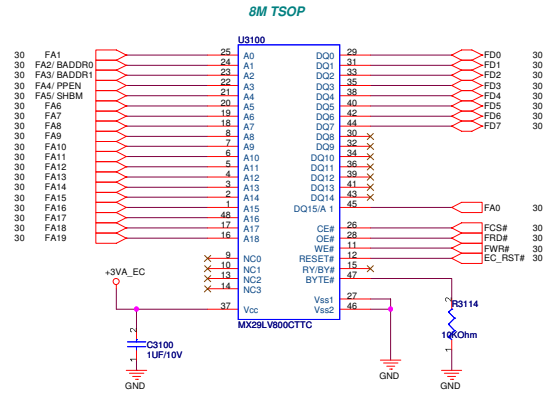 8M TSOP
U3100
30 FA1 25 A0 DQ0 29 FD0 30
30 FA2/ BADDR0 24 A1 DQ1 31 FD1 30
30 FA3/ BADDR1 23 A2 DQ2 33 FD2 30
30 FA4/ PPEN 22 A3 DQ3 35 FD3 30
30 FA5/ SHBM 21 A4 DQ4 38 FD4 30
30 FA6 20 A5 DQ5 40 FD5 30
30 FA7 19 A6 DQ6 42 FD6 30
30 FA8 18 A7 DQ7 44 FD7 30
30 FA9 8 A8 DQ8 30
30 FA10 7 A9 DQ9 32
30 FA11 6 A10 DQ10 34
30 FA12 5 A11 DQ11 36
30 FA13 4 A12 DQ12 39
30 FA14 3 A13 DQ13 41
30 FA15 2 A14 DQ14 43
30 FA16 1 A15 DQ15/A 1 45 FA0 30
30 FA17 48 A16
30 FA18 17 A17 CE# 26 FCS# 30
30 FA19 16 A18 OE# 28 FRD# 30
WE# 11 FWR# 30
9 NC0 RESET# 12 EC_RST# 30
10 NC1 RY/BY# 15
13 NC2 BYTE# 47
14 NC3
+3VA_EC
Vss1 27
37 Vcc Vss2 46
MX29LV800CTTC
2 R3114
10KOhm
1
2
C3100
1UF/10V
1
GND
GND
GND